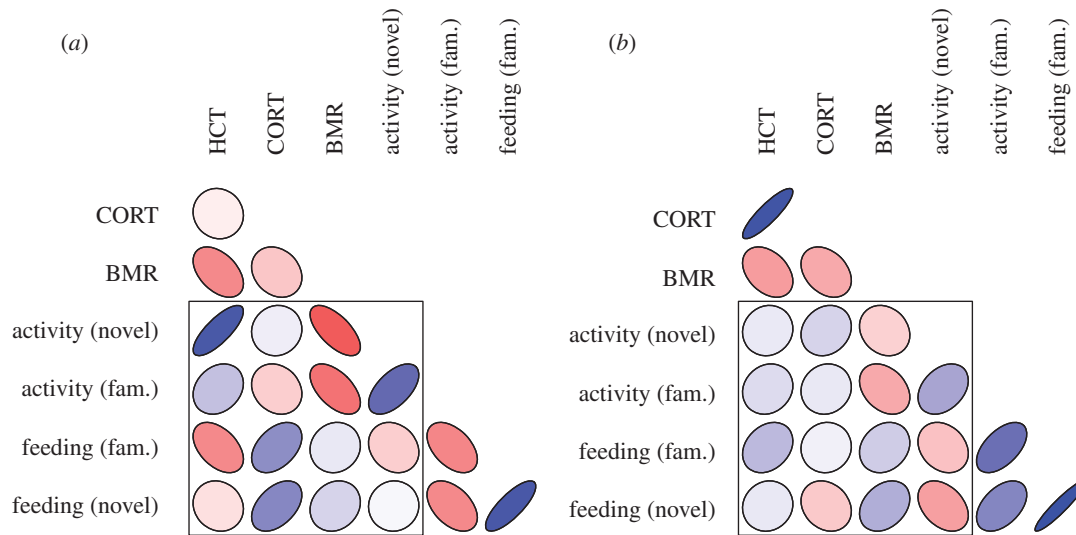 (a)
HCT
CORT
BMR
activity (novel)
activity (fam.)
feeding (fam.)
CORT
BMR
activity (novel)
activity (fam.)
feeding (fam.)
feeding (novel)
(b)
HCT
CORT
BMR
activity (novel)
activity (fam.)
feeding (fam.)
CORT
BMR
activity (novel)
activity (fam.)
feeding (fam.)
feeding (novel)